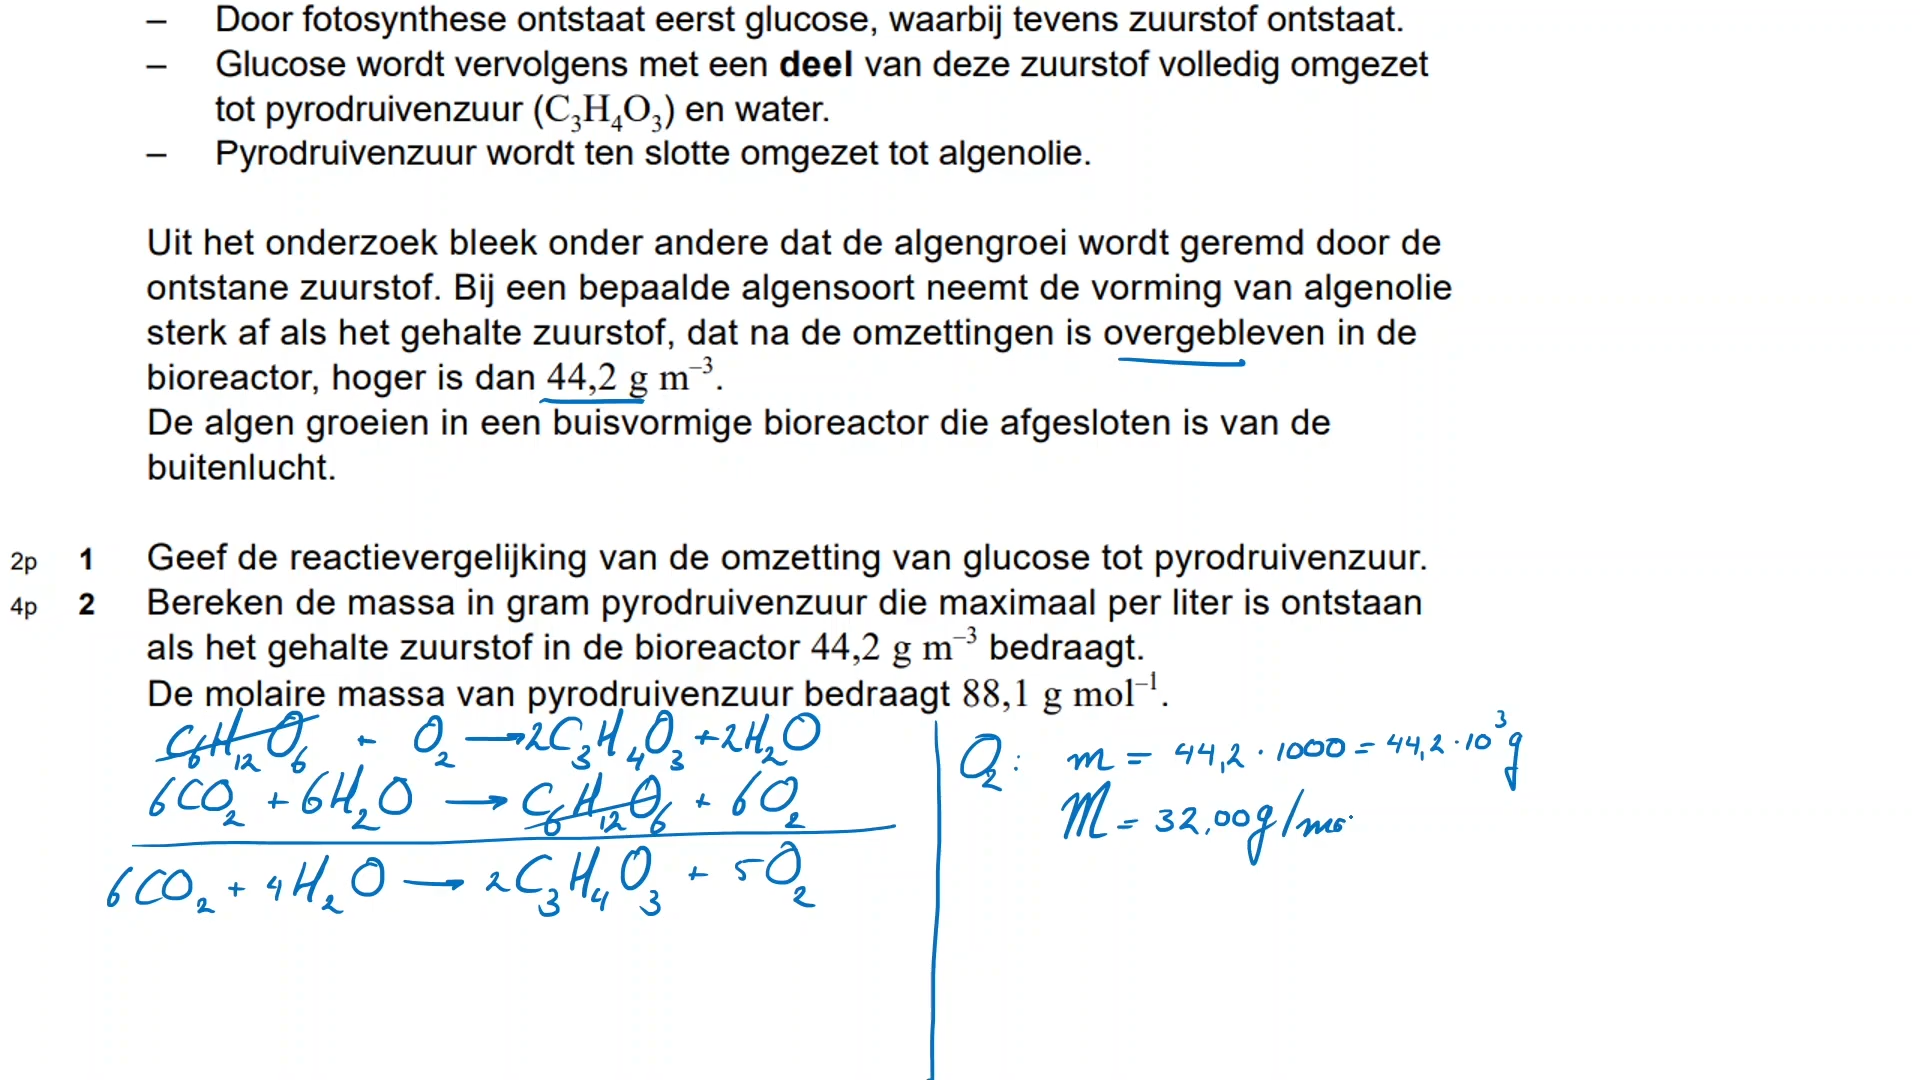 – Door fotosynthese ontstaat eerst glucose, waarbij tevens zuurstof ontstaat.
– Glucose wordt vervolgens met een deel van deze zuurstof volledig omgezet
tot pyrodruivenzuur (C₃H₄O₃) en water.
– Pyrodruivenzuur wordt ten slotte omgezet tot algenolie.
Uit het onderzoek bleek onder andere dat de algengroei wordt geremd door de
ontstane zuurstof. Bij een bepaalde algensoort neemt de vorming van algenolie
sterk af als het gehalte zuurstof, dat na de omzettingen is overgebleven in de
bioreactor, hoger is dan 44,2 g m⁻³.
De algen groeien in een buisvormige bioreactor die afgesloten is van de
buitenlucht.
2p 1 Geef de reactievergelijking van de omzetting van glucose tot pyrodruivenzuur.
4p 2 Bereken de massa in gram pyrodruivenzuur die maximaal per liter is ontstaan
als het gehalte zuurstof in de bioreactor 44,2 g m⁻³ bedraagt.
De molaire massa van pyrodruivenzuur bedraagt 88,1 g mol⁻¹.
C₆H₁₂O₆ + O₂ → 2C₃H₄O₃ + 2H₂O
6CO₂ + 6H₂O → C₆H₁₂O₆ + 6O₂
6CO₂ + 4H₂O → 2C₃H₄O₃ + 5O₂
O₂: m = 44,2 · 1000 = 44,2 · 10³ g
M = 32,00 g/mo